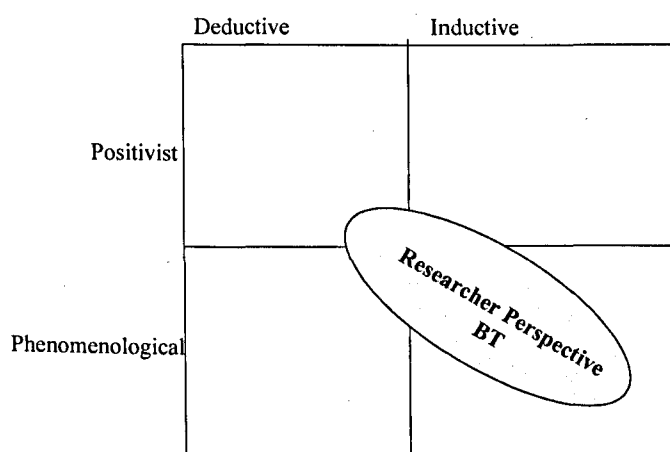 Deductive Inductive
Positivist
Researcher Perspective
BT
Phenomenological